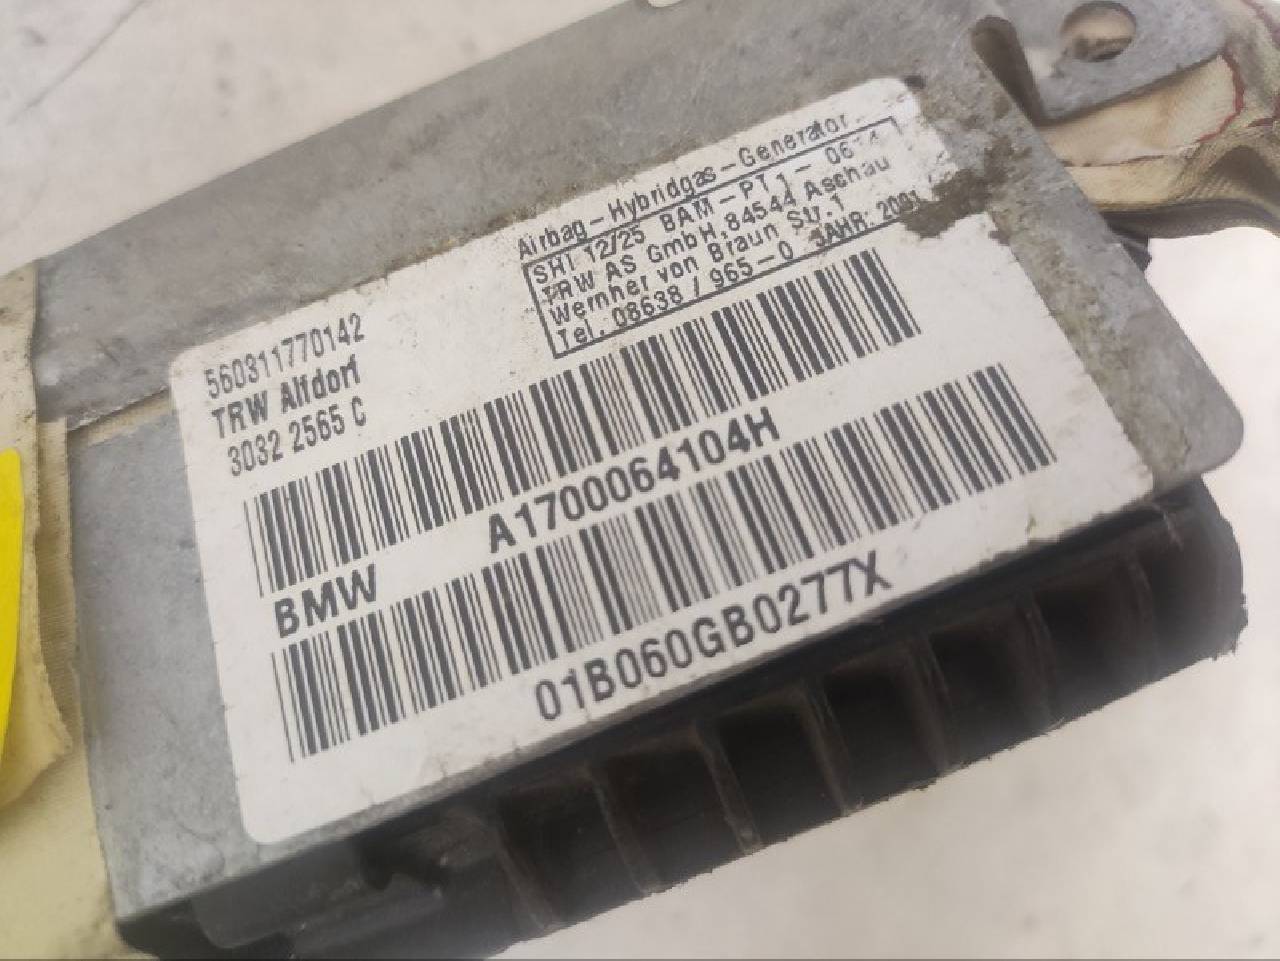 Airbag-Hybridgas-Generator
SHI 12/25 BAM-PT1-
TRW AS GmbH, 84544 Aschau
Wernher von Braun Str.1
Tel. 08638 / 965-0 JAHR: 2001
560311770142
TRW Alfdorf
3032 2565 C
BMW A1700064104H
01B060GB0277X